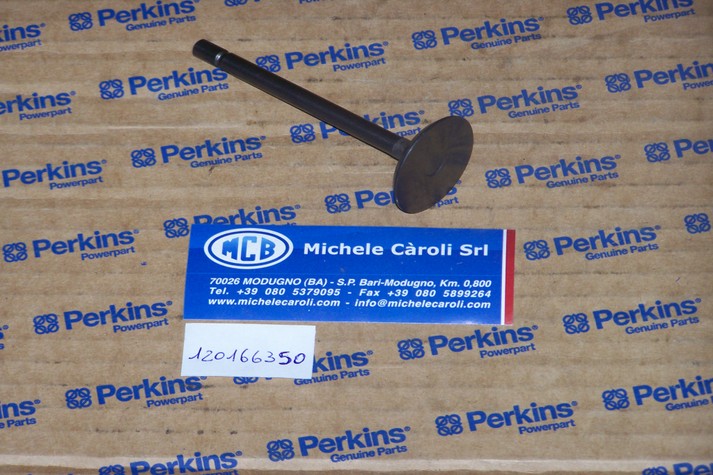 Perkins
Powerpart
Perkins
Genuine Parts
MCB
Michele Càroli Srl
70026 MODUGNO (BA) - S.P. Bari-Modugno, Km. 0,800
Tel. +39 080 5379095 - Fax +39 080 5899264
www.michelecaroli.com - info@michelecaroli.com
120166350